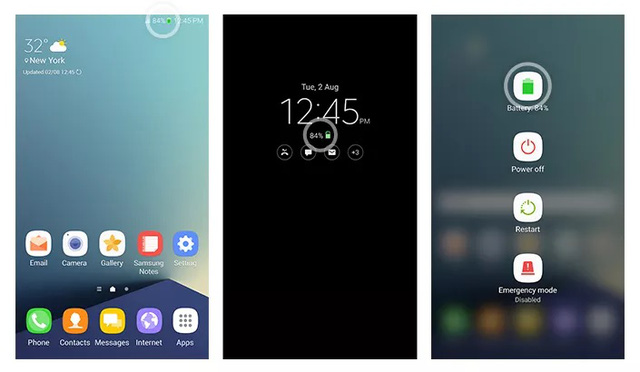 84% 12:45 PM
32°
New York
Updated 02/08 12:45
Email Camera Gallery Samsung Notes
Phone Contacts Messages Internet Apps
Tue, 2 Aug
12:45 PM
84%
+3
Battery: 84%
Power off
Restart
Emergency mode
Disabled